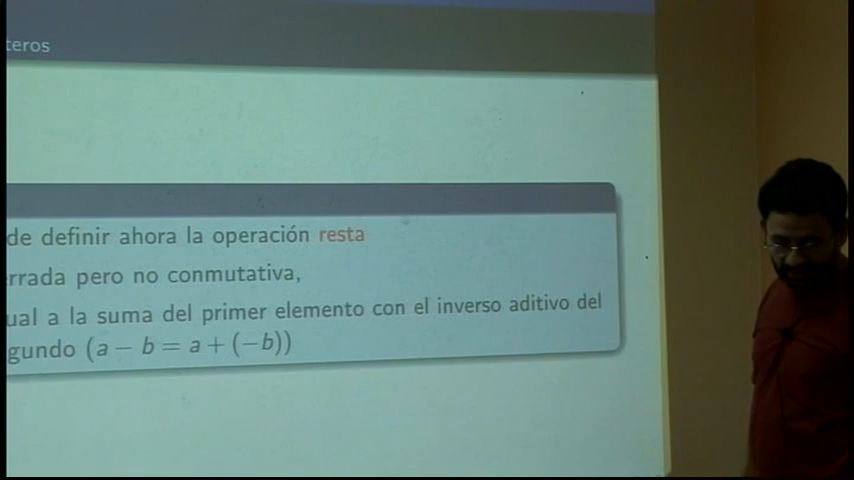 teros
de definir ahora la operación resta
rrada pero no conmutativa,
ual a la suma del primer elemento con el inverso aditivo del
gundo (a − b = a + (−b))